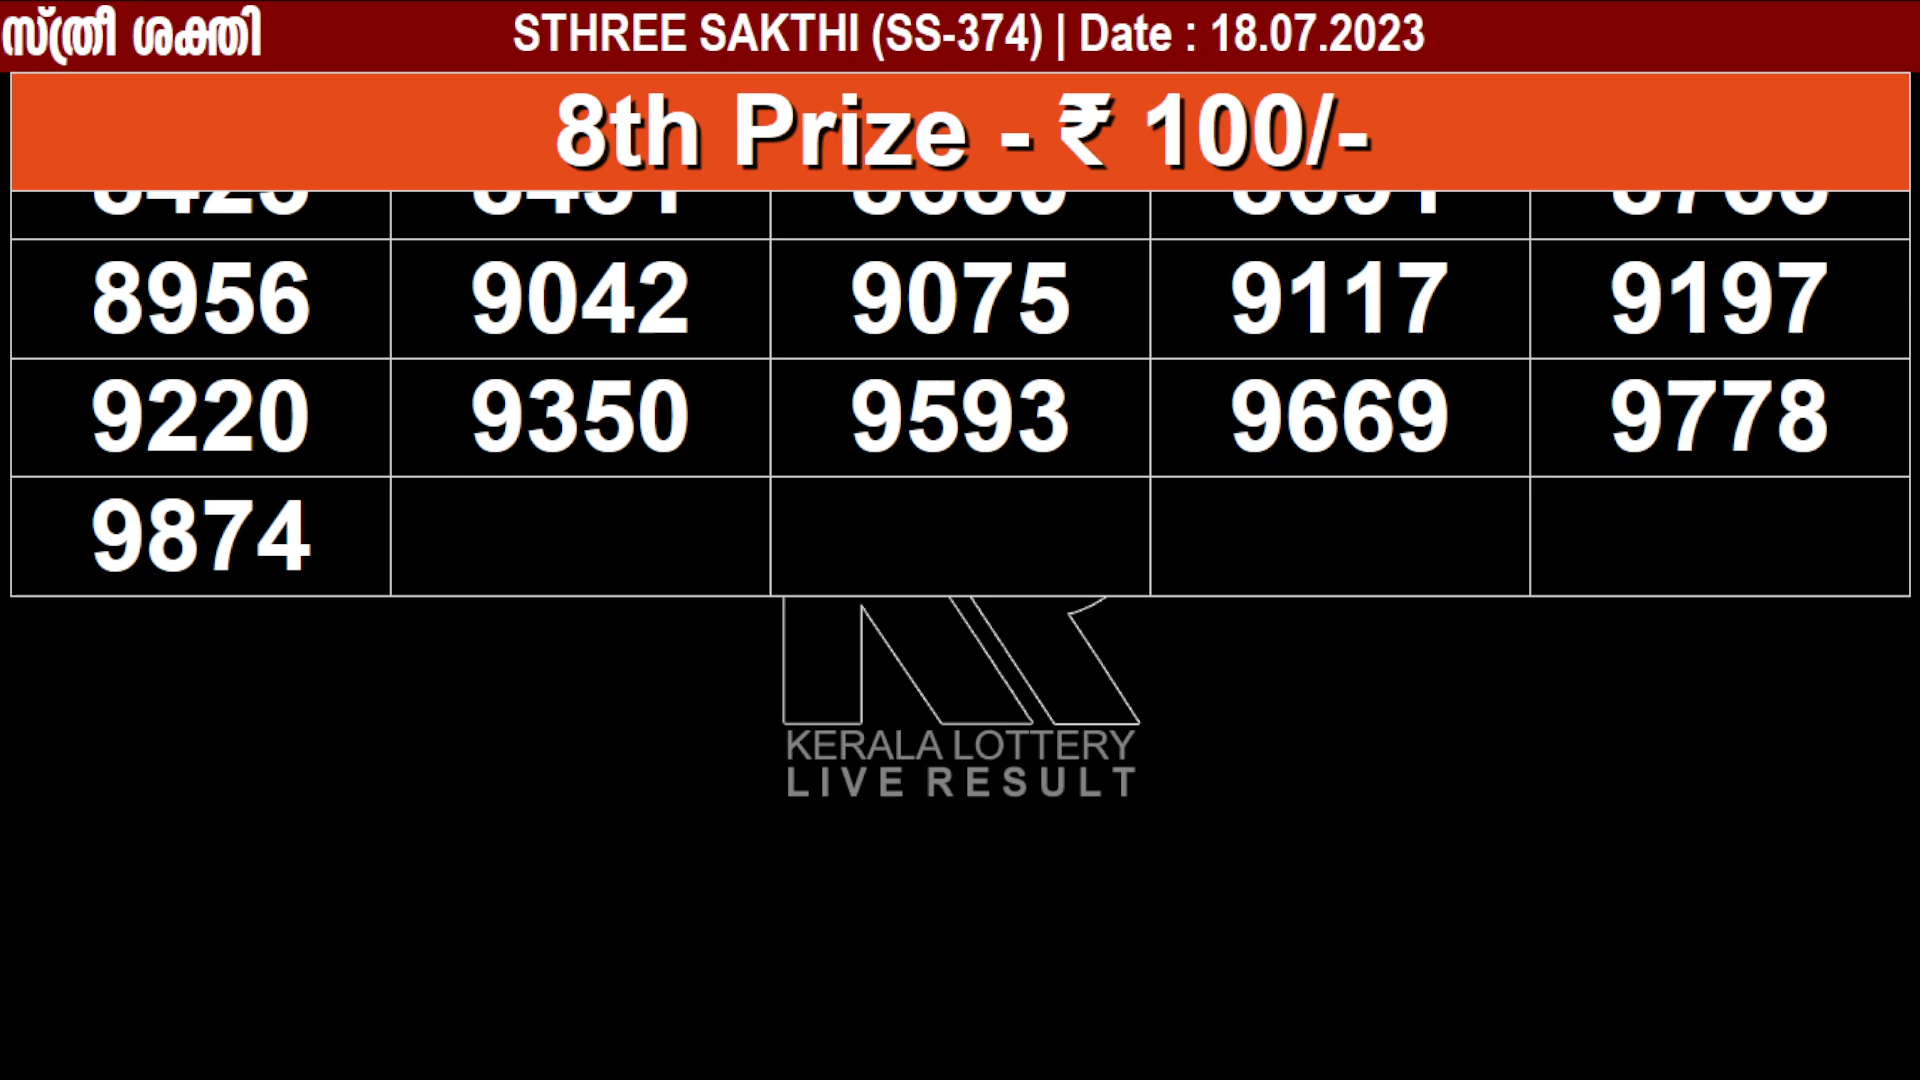 സ്ത്രീ ശക്തി STHREE SAKTHI (SS-374) | Date : 18.07.2023
8th Prize - ₹ 100/-
8956 9042 9075 9117 9197
9220 9350 9593 9669 9778
9874
KERALA LOTTERY
LIVE RESULT